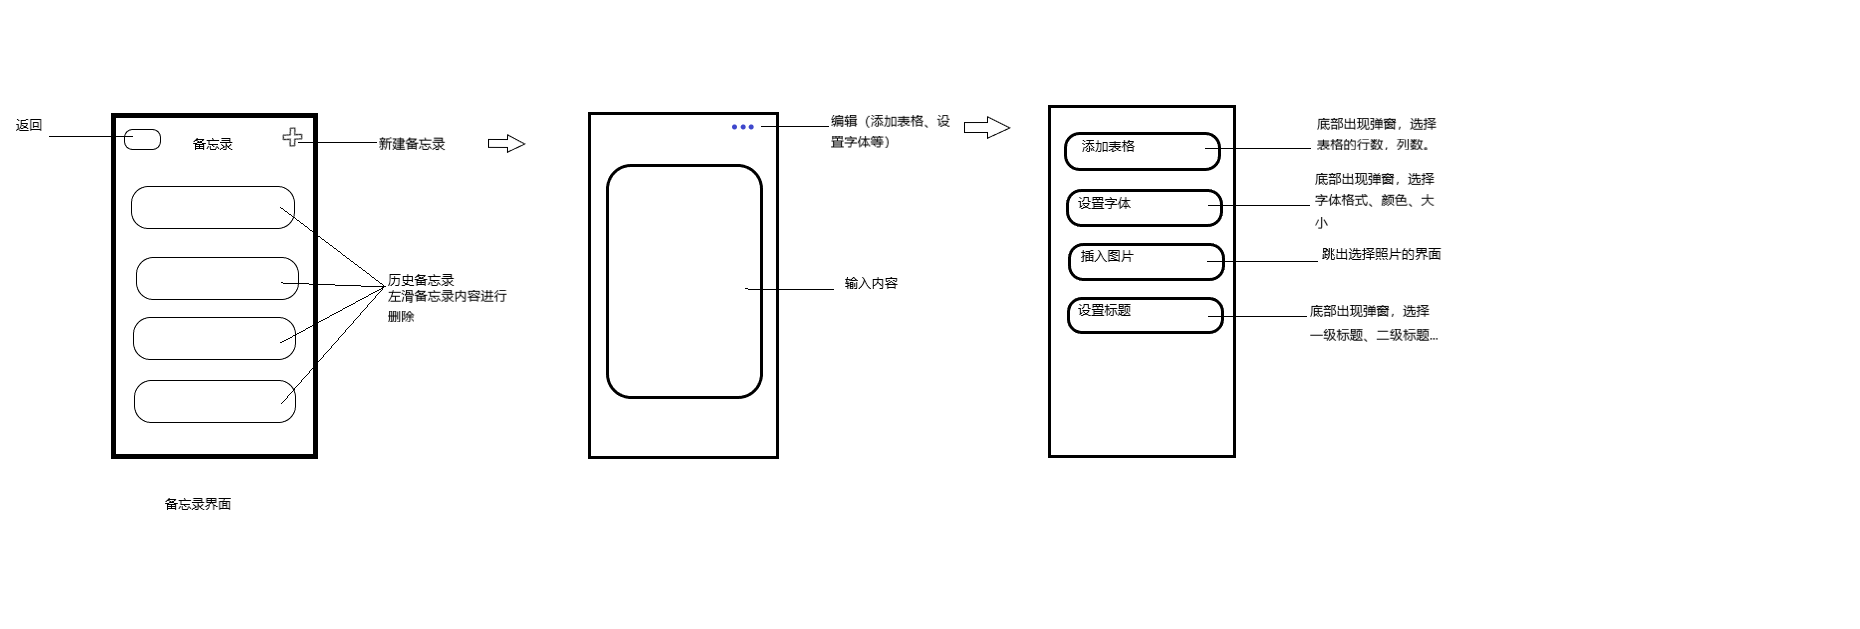 返回
备忘录
新建备忘录
历史备忘录
左滑备忘录内容进行
删除
备忘录界面
编辑（添加表格、设
置字体等）
输入内容
添加表格
设置字体
插入图片
设置标题
底部出现弹窗，选择
表格的行数，列数。
底部出现弹窗，选择
字体格式、颜色、大
小
跳出选择照片的界面
底部出现弹窗，选择
一级标题、二级标题...